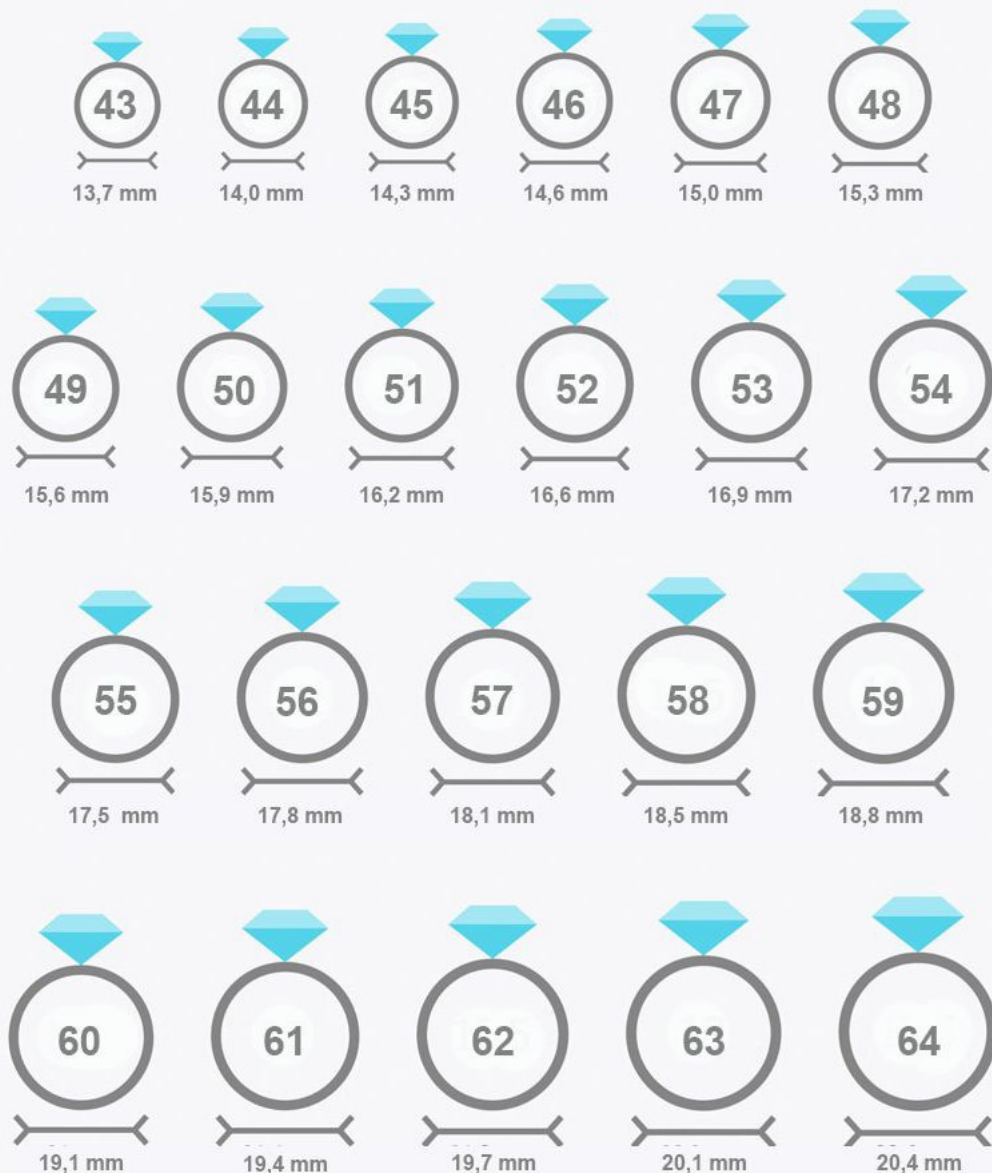 43 44 45 46 47 48
13,7 mm 14,0 mm 14,3 mm 14,6 mm 15,0 mm 15,3 mm
49 50 51 52 53 54
15,6 mm 15,9 mm 16,2 mm 16,6 mm 16,9 mm 17,2 mm
55 56 57 58 59
17,5 mm 17,8 mm 18,1 mm 18,5 mm 18,8 mm
60 61 62 63 64
19,1 mm 19,4 mm 19,7 mm 20,1 mm 20,4 mm